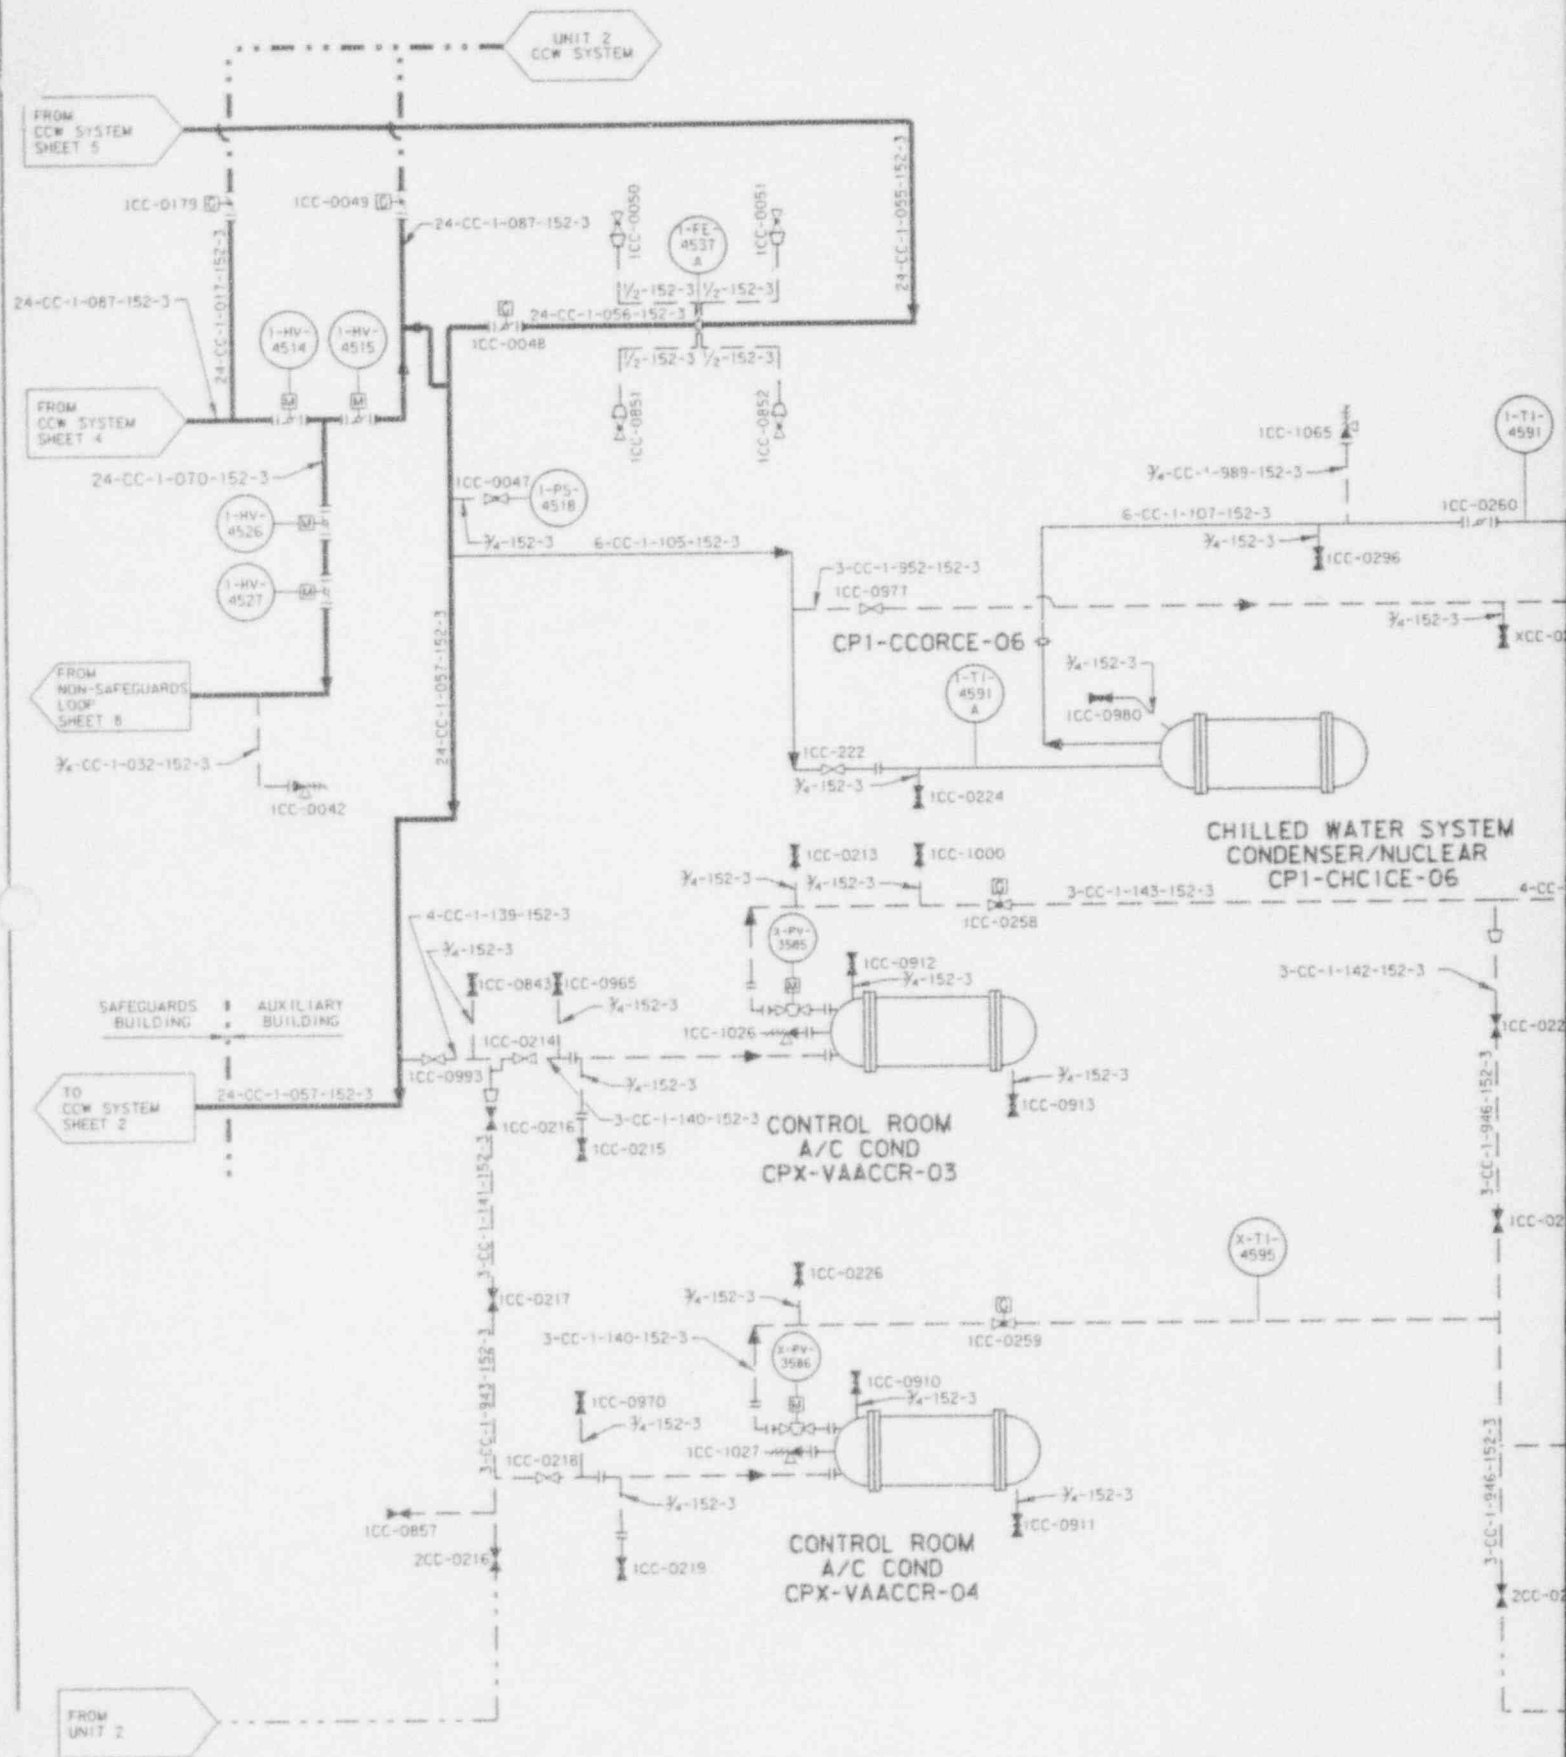 UNIT 2
CCW SYSTEM
FROM
CCW SYSTEM
SHEET 5
1CC-0179
G
1CC-0049
G
24-CC-1-087-152-3
1CC-0050
1-FE-
4537
A
1CC-0051
24-CC-1-055-152-3
24-CC-1-017-152-3
24-CC-1-087-152-3
1-HV-
4514
1-HV-
4515
M
M
G
1CC-0048
24-CC-1-056-152-3
1/2-152-3
1/2-152-3
1/2-152-3
1/2-152-3
1CC-0851
1CC-0852
FROM
CCW SYSTEM
SHEET 4
24-CC-1-070-152-3
1-HV-
4526
M
1-HV-
4527
M
1CC-0047
1-PS-
4518
3/4-152-3
6-CC-1-105-152-3
24-CC-1-057-152-3
1CC-1065
3/4-CC-1-989-152-3
1-TI-
4591
6-CC-1-107-152-3
1CC-0260
3/4-152-3
1CC-0296
3-CC-1-952-152-3
1CC-0977
3/4-152-3
CP1-CCORCE-06
1-TI-
4591
A
3/4-152-3
1CC-0980
FROM
NON-SAFEGUARDS
LOOP
SHEET 8
3/4-CC-1-032-152-3
1CC-0042
1CC-222
3/4-152-3
1CC-0224
CHILLED WATER SYSTEM
CONDENSER/NUCLEAR
CP1-CHCICE-06
1CC-0213
1CC-1000
3/4-152-3
3/4-152-3
G
1CC-0258
3-CC-1-143-152-3
4-CC-
4-CC-1-139-152-3
3/4-152-3
1CC-0843
1CC-0965
3/4-152-3
X-PV-
3585
M
1CC-0912
3/4-152-3
3-CC-1-142-152-3
SAFEGUARDS
BUILDING
AUXILIARY
BUILDING
1CC-0214
1CC-1026
1CC-0993
3/4-152-3
3/4-152-3
1CC-0913
TO
CCW SYSTEM
SHEET 2
24-CC-1-057-152-3
1CC-0216
3-CC-1-140-152-3
1CC-0215
CONTROL ROOM
A/C COND
CPX-VAACCR-03
3-CC-1-141-152-3
3-CC-1-946-152-3
X-TI-
4595
1CC-0226
3/4-152-3
1CC-0217
3-CC-1-140-152-3
G
1CC-0259
X-PV-
3586
M
1CC-0910
3/4-152-3
3-CC-1-943-152-3
1CC-0970
3/4-152-3
1CC-1027
1CC-0218
3/4-152-3
3/4-152-3
1CC-0911
1CC-0857
2CC-0216
1CC-0219
CONTROL ROOM
A/C COND
CPX-VAACCR-04
3-CC-1-946-152-3
FROM
UNIT 2